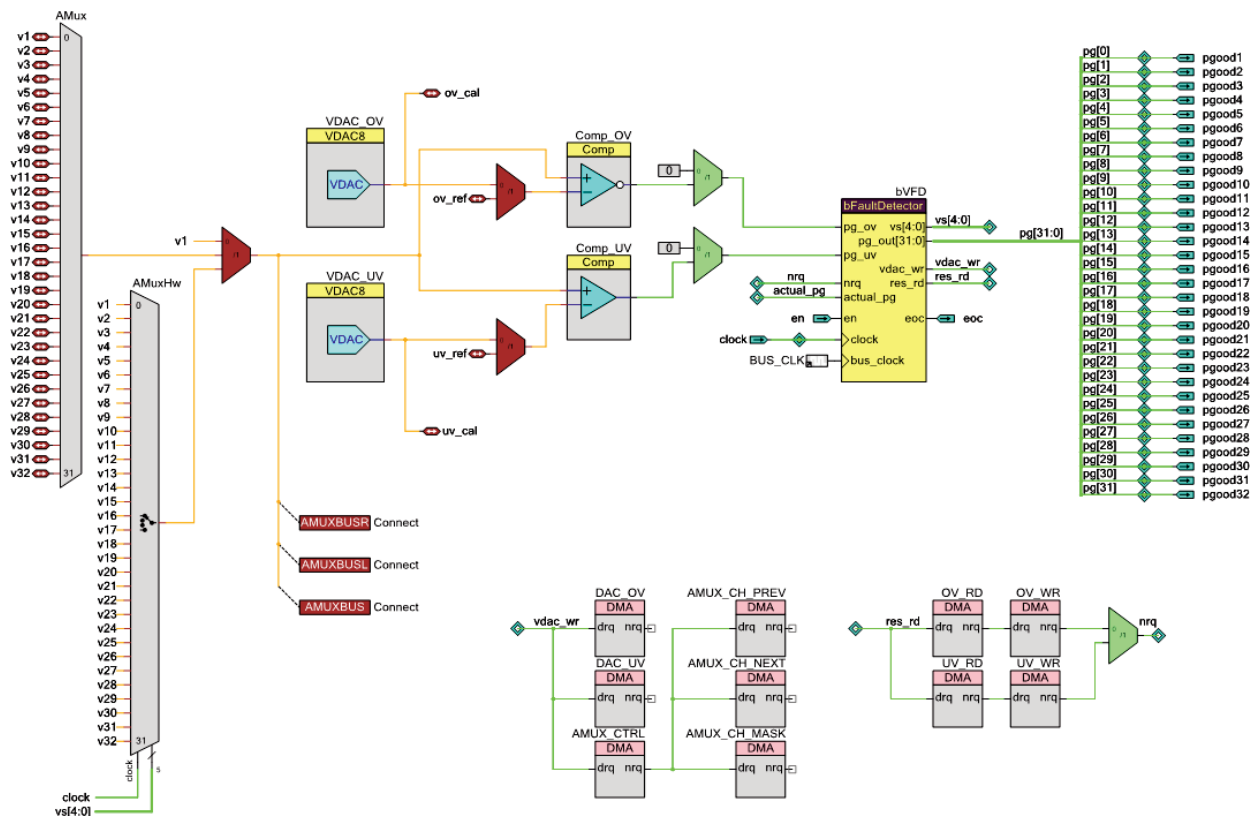 AMux
v1
v2
v3
v4
v5
v6
v7
v8
v9
v10
v11
v12
v13
v14
v15
v16
v17
v18
v19
v20
v21
v22
v23
v24
v25
v26
v27
v28
v29
v30
v31
v32
0
31
AMuxHw
v1
v2
v3
v4
v5
v6
v7
v8
v9
v10
v11
v12
v13
v14
v15
v16
v17
v18
v19
v20
v21
v22
v23
v24
v25
v26
v27
v28
v29
v30
v31
v32
0
31
clock
5
clock
vs[4:0]
v1
0
/1
VDAC_OV
VDAC8
VDAC
ov_cal
ov_ref
0
/1
VDAC_UV
VDAC8
VDAC
uv_ref
0
/1
uv_cal
Comp_OV
Comp
+
−
Comp_UV
Comp
+
−
0
0
/1
0
0
/1
AMUXBUSR Connect
AMUXBUSL Connect
AMUXBUS Connect
bVFD
bFaultDetector
pg_ov vs[4:0]
pg_out[31:0]
pg_uv
vdac_wr
nrq res_rd
actual_pg
en eoc
clock
bus_clock
nrq
actual_pg
en
clock
BUS_CLK
vs[4:0]
vdac_wr
res_rd
eoc
pg[31:0]
pg[0] pgood1
pg[1] pgood2
pg[2] pgood3
pg[3] pgood4
pg[4] pgood5
pg[5] pgood6
pg[6] pgood7
pg[7] pgood8
pg[8] pgood9
pg[9] pgood10
pg[10] pgood11
pg[11] pgood12
pg[12] pgood13
pg[13] pgood14
pg[14] pgood15
pg[15] pgood16
pg[16] pgood17
pg[17] pgood18
pg[18] pgood19
pg[19] pgood20
pg[20] pgood21
pg[21] pgood22
pg[22] pgood23
pg[23] pgood24
pg[24] pgood25
pg[25] pgood26
pg[26] pgood27
pg[27] pgood28
pg[28] pgood29
pg[29] pgood30
pg[30] pgood31
pg[31] pgood32
vdac_wr
DAC_OV
DMA
drq nrq
DAC_UV
DMA
drq nrq
AMUX_CTRL
DMA
drq nrq
AMUX_CH_PREV
DMA
drq nrq
AMUX_CH_NEXT
DMA
drq nrq
AMUX_CH_MASK
DMA
drq nrq
res_rd
OV_RD
DMA
drq nrq
OV_WR
DMA
drq nrq
UV_RD
DMA
drq nrq
UV_WR
DMA
drq nrq
0
/1
nrq